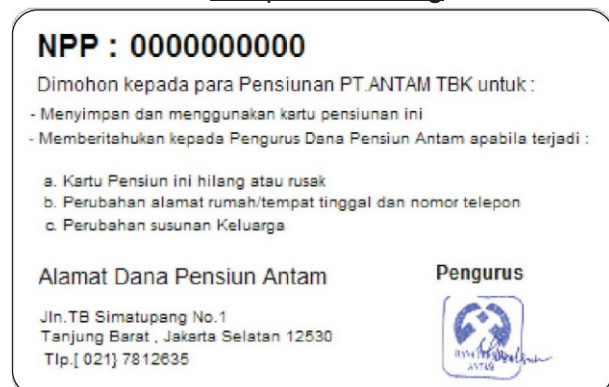 NPP : 0000000000
Dimohon kepada para Pensiunan PT.ANTAM TBK untuk :
- Menyimpan dan menggunakan kartu pensiunan ini
- Memberitahukan kepada Pengurus Dana Pensiun Antam apabila terjadi :
a. Kartu Pensiun ini hilang atau rusak
b. Perubahan alamat rumah/tempat tinggal dan nomor telepon
c. Perubahan susunan Keluarga
Alamat Dana Pensiun Antam
Pengurus
Jln.TB Simatupang No.1
Tanjung Barat , Jakarta Selatan 12530
Tlp.[ 021} 7812635
ANTAM